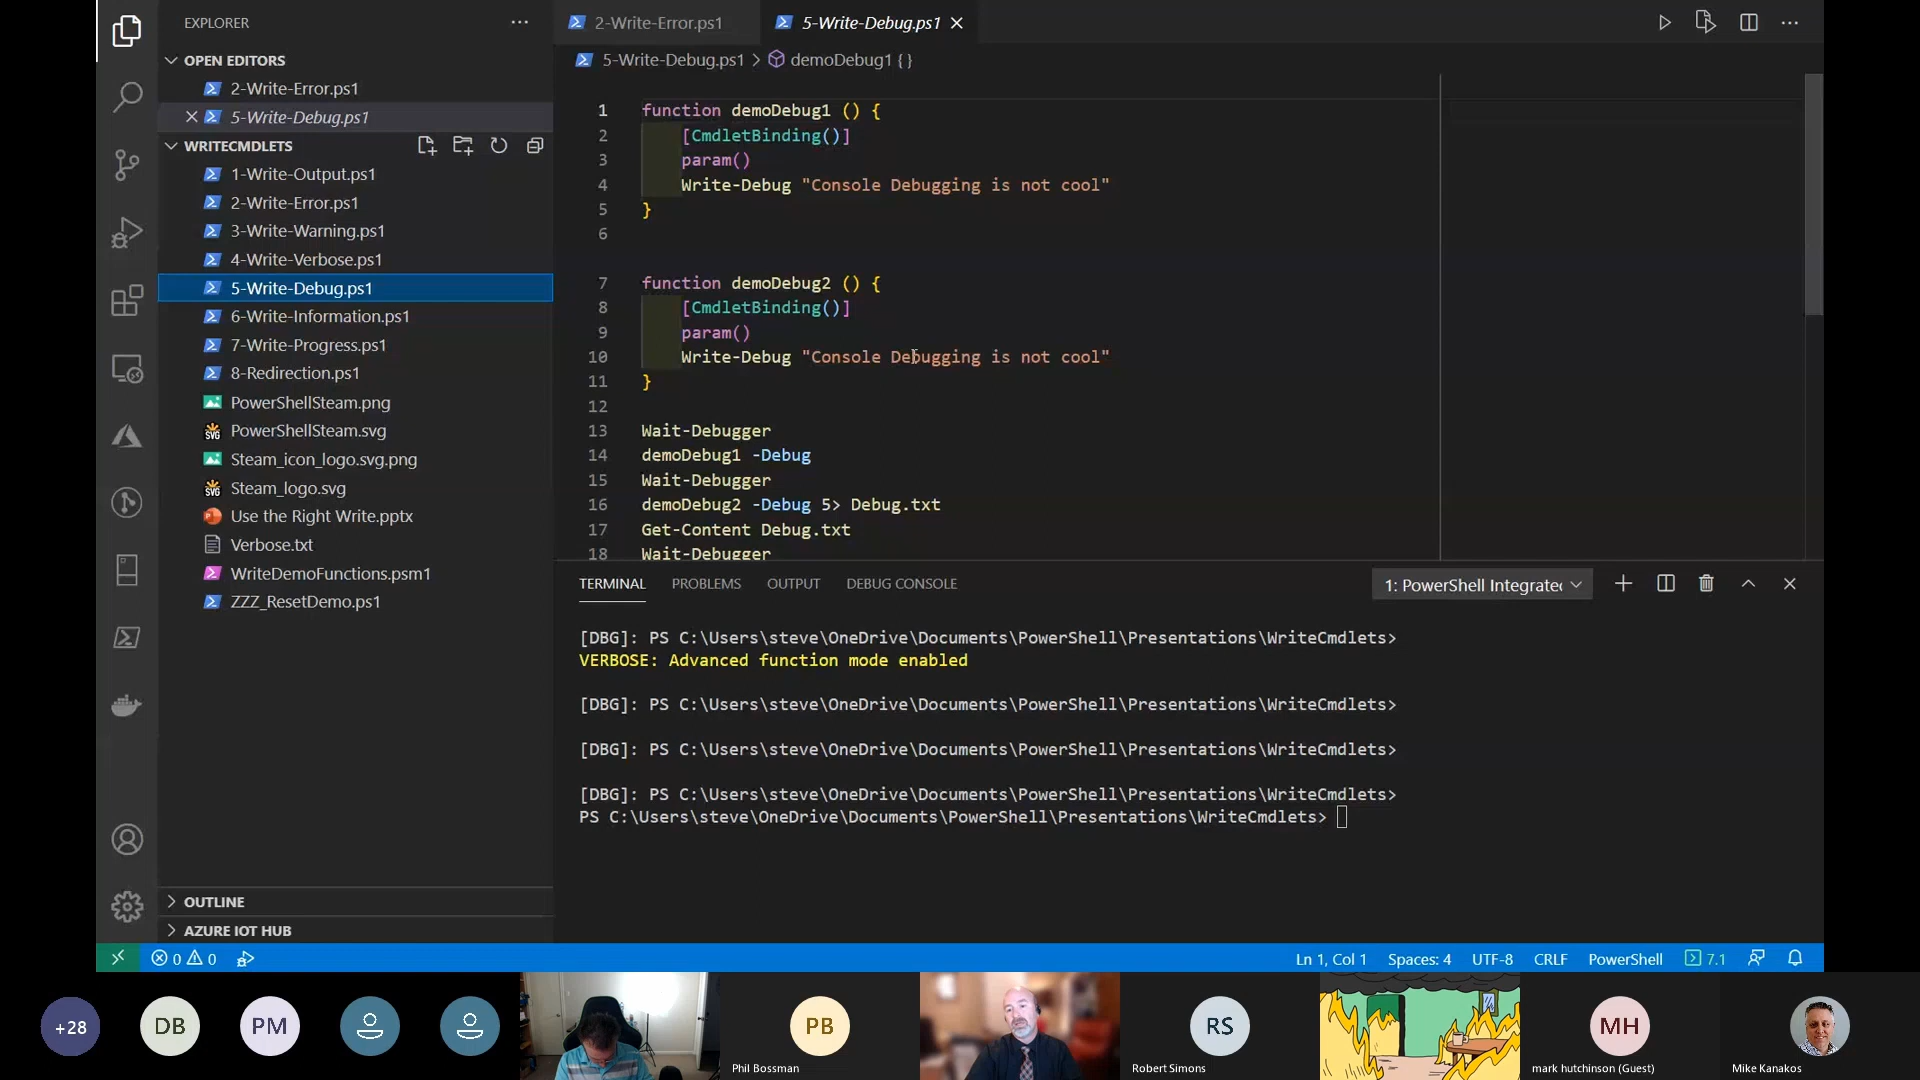 EXPLORER
OPEN EDITORS
2-Write-Error.ps1
5-Write-Debug.ps1
WRITECMDLETS
1-Write-Output.ps1
2-Write-Error.ps1
3-Write-Warning.ps1
4-Write-Verbose.ps1
5-Write-Debug.ps1
6-Write-Information.ps1
7-Write-Progress.ps1
8-Redirection.ps1
PowerShellSteam.png
SVG PowerShellSteam.svg
Steam_icon_logo.svg.png
SVG Steam_logo.svg
Use the Right Write.pptx
Verbose.txt
WriteDemoFunctions.psm1
ZZZ_ResetDemo.ps1
OUTLINE
AZURE IOT HUB
2-Write-Error.ps1
5-Write-Debug.ps1
5-Write-Debug.ps1 > demoDebug1 { }
1 function demoDebug1 () {
2 [CmdletBinding()]
3 param()
4 Write-Debug "Console Debugging is not cool"
5 }
6
7 function demoDebug2 () {
8 [CmdletBinding()]
9 param()
10 Write-Debug "Console Debugging is not cool"
11 }
12
13 Wait-Debugger
14 demoDebug1 -Debug
15 Wait-Debugger
16 demoDebug2 -Debug 5> Debug.txt
17 Get-Content Debug.txt
18 Wait-Debugger
TERMINAL PROBLEMS OUTPUT DEBUG CONSOLE
1: PowerShell Integrated
[DBG]: PS C:\Users\steve\OneDrive\Documents\PowerShell\Presentations\WriteCmdlets>
VERBOSE: Advanced function mode enabled
[DBG]: PS C:\Users\steve\OneDrive\Documents\PowerShell\Presentations\WriteCmdlets>
[DBG]: PS C:\Users\steve\OneDrive\Documents\PowerShell\Presentations\WriteCmdlets>
[DBG]: PS C:\Users\steve\OneDrive\Documents\PowerShell\Presentations\WriteCmdlets>
PS C:\Users\steve\OneDrive\Documents\PowerShell\Presentations\WriteCmdlets>
0 0
Ln 1, Col 1 Spaces: 4 UTF-8 CRLF PowerShell 7.1
+28
DB
PM
PB
Phil Bossman
RS
Robert Simons
MH
mark hutchinson (Guest)
Mike Kanakos